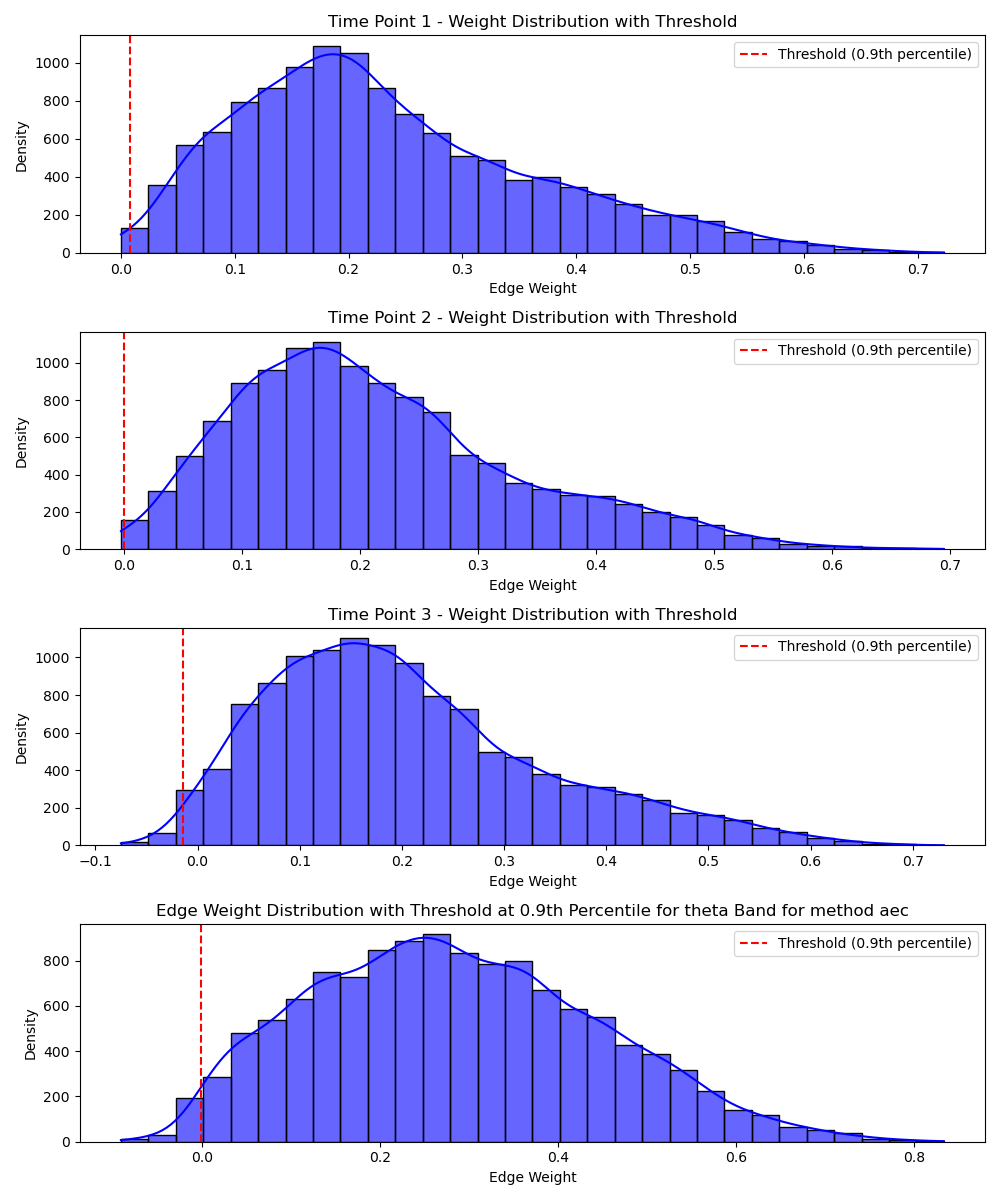 Time Point 1 - Weight Distribution with Threshold
Threshold (0.9th percentile)
Density
1000
800
600
400
200
0
0.0 0.1 0.2 0.3 0.4 0.5 0.6 0.7
Edge Weight
Time Point 2 - Weight Distribution with Threshold
Threshold (0.9th percentile)
Density
1000
800
600
400
200
0
0.0 0.1 0.2 0.3 0.4 0.5 0.6 0.7
Edge Weight
Time Point 3 - Weight Distribution with Threshold
Threshold (0.9th percentile)
Density
1000
800
600
400
200
0
−0.1 0.0 0.1 0.2 0.3 0.4 0.5 0.6 0.7
Edge Weight
Edge Weight Distribution with Threshold at 0.9th Percentile for theta Band for method aec
Threshold (0.9th percentile)
Density
800
600
400
200
0
0.0 0.2 0.4 0.6 0.8
Edge Weight